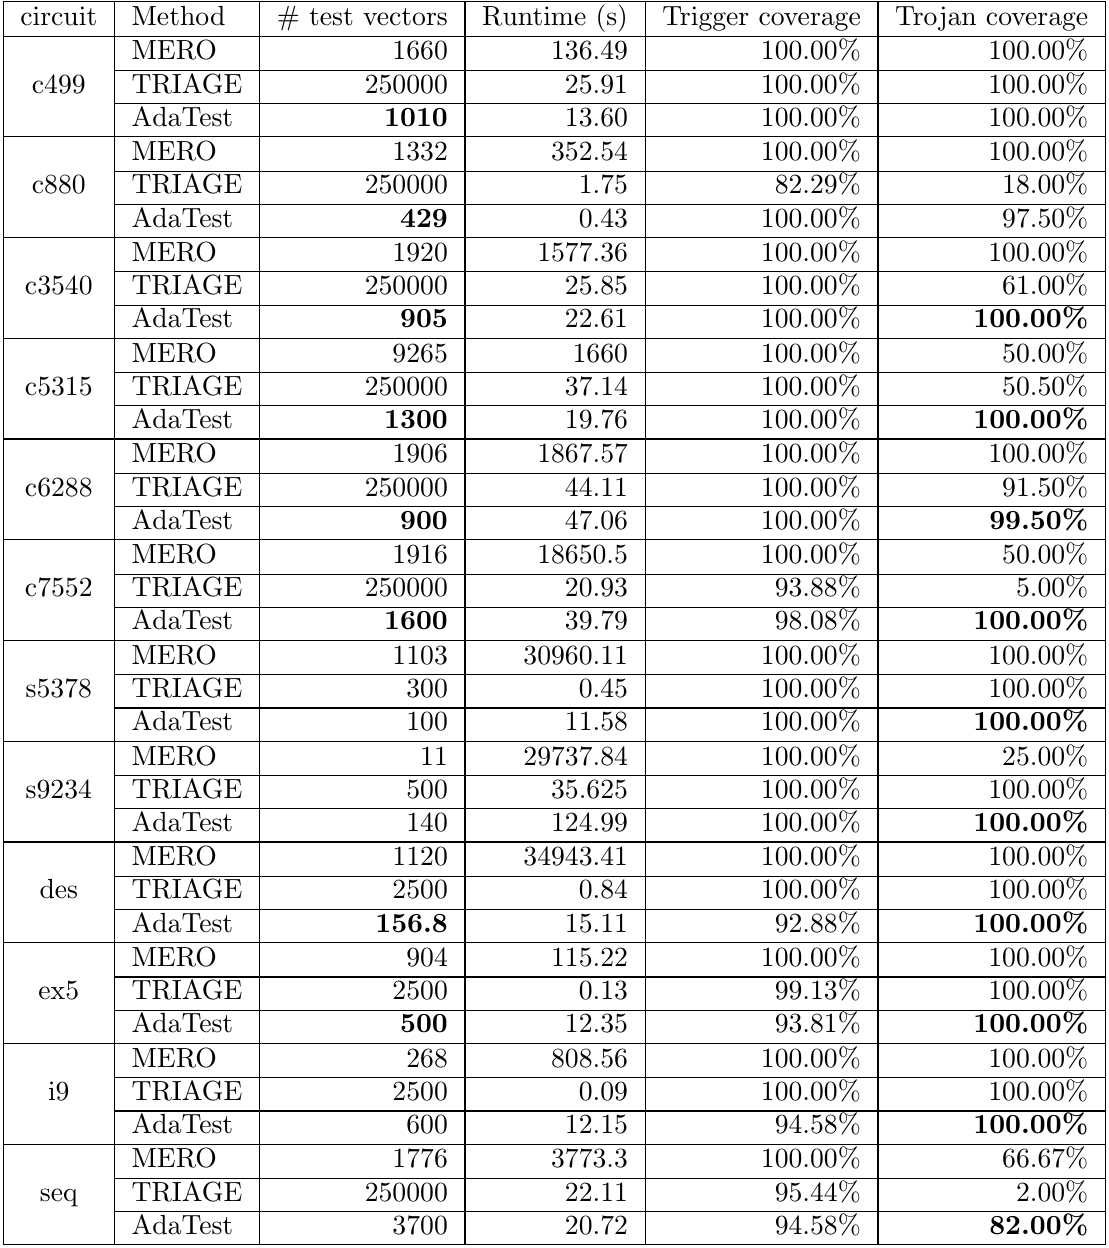 circuit Method # test vectors Runtime (s) Trigger coverage Trojan coverage
MERO 1660 136.49 100.00% 100.00%
c499 TRIAGE 250000 25.91 100.00% 100.00%
AdaTest 1010 13.60 100.00% 100.00%
MERO 1332 352.54 100.00% 100.00%
c880 TRIAGE 250000 1.75 82.29% 18.00%
AdaTest 429 0.43 100.00% 97.50%
MERO 1920 1577.36 100.00% 100.00%
c3540 TRIAGE 250000 25.85 100.00% 61.00%
AdaTest 905 22.61 100.00% 100.00%
MERO 9265 1660 100.00% 50.00%
c5315 TRIAGE 250000 37.14 100.00% 50.50%
AdaTest 1300 19.76 100.00% 100.00%
MERO 1906 1867.57 100.00% 100.00%
c6288 TRIAGE 250000 44.11 100.00% 91.50%
AdaTest 900 47.06 100.00% 99.50%
MERO 1916 18650.5 100.00% 50.00%
c7552 TRIAGE 250000 20.93 93.88% 5.00%
AdaTest 1600 39.79 98.08% 100.00%
MERO 1103 30960.11 100.00% 100.00%
s5378 TRIAGE 300 0.45 100.00% 100.00%
AdaTest 100 11.58 100.00% 100.00%
MERO 11 29737.84 100.00% 25.00%
s9234 TRIAGE 500 35.625 100.00% 100.00%
AdaTest 140 124.99 100.00% 100.00%
MERO 1120 34943.41 100.00% 100.00%
des TRIAGE 2500 0.84 100.00% 100.00%
AdaTest 156.8 15.11 92.88% 100.00%
MERO 904 115.22 100.00% 100.00%
ex5 TRIAGE 2500 0.13 99.13% 100.00%
AdaTest 500 12.35 93.81% 100.00%
MERO 268 808.56 100.00% 100.00%
i9 TRIAGE 2500 0.09 100.00% 100.00%
AdaTest 600 12.15 94.58% 100.00%
MERO 1776 3773.3 100.00% 66.67%
seq TRIAGE 250000 22.11 95.44% 2.00%
AdaTest 3700 20.72 94.58% 82.00%